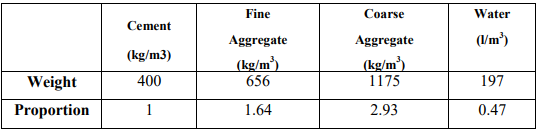 Cement (kg/m3) Fine Aggregate (kg/m³) Coarse Aggregate (kg/m³) Water (l/m³)
Weight 400 656 1175 197
Proportion 1 1.64 2.93 0.47